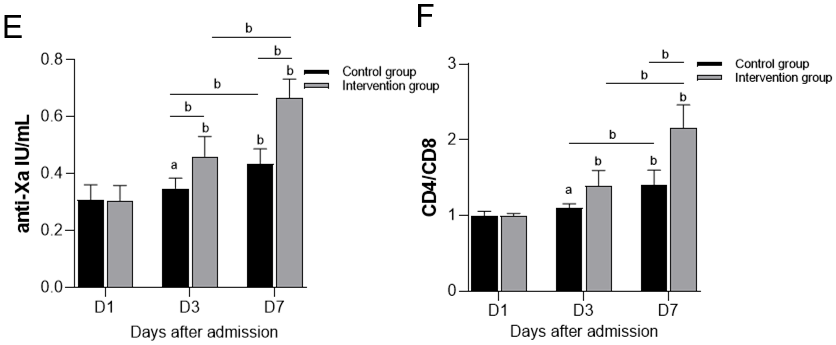 E
anti-Xa IU/mL
0.8
0.6
0.4
0.2
0.0
b
b
b
b
b
b
a
b
Control group
Intervention group
D1
D3
D7
Days after admission
F
CD4/CD8
3
2
1
0
b
b
b
b
b
b
a
Control group
Intervention group
D1
D3
D7
Days after admission